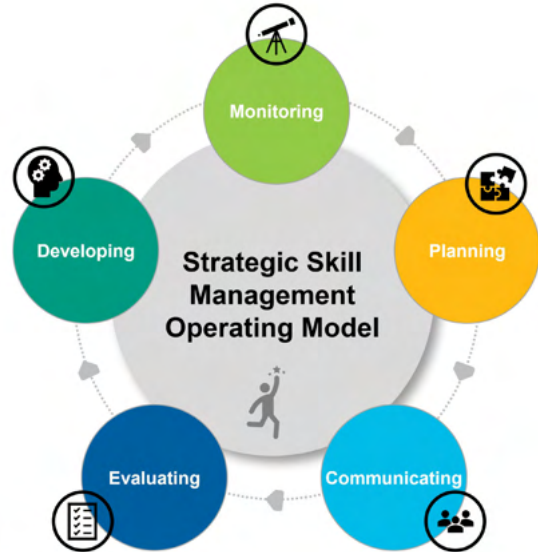 Monitoring
Developing
Planning
Strategic Skill
Management
Operating Model
Evaluating
Communicating